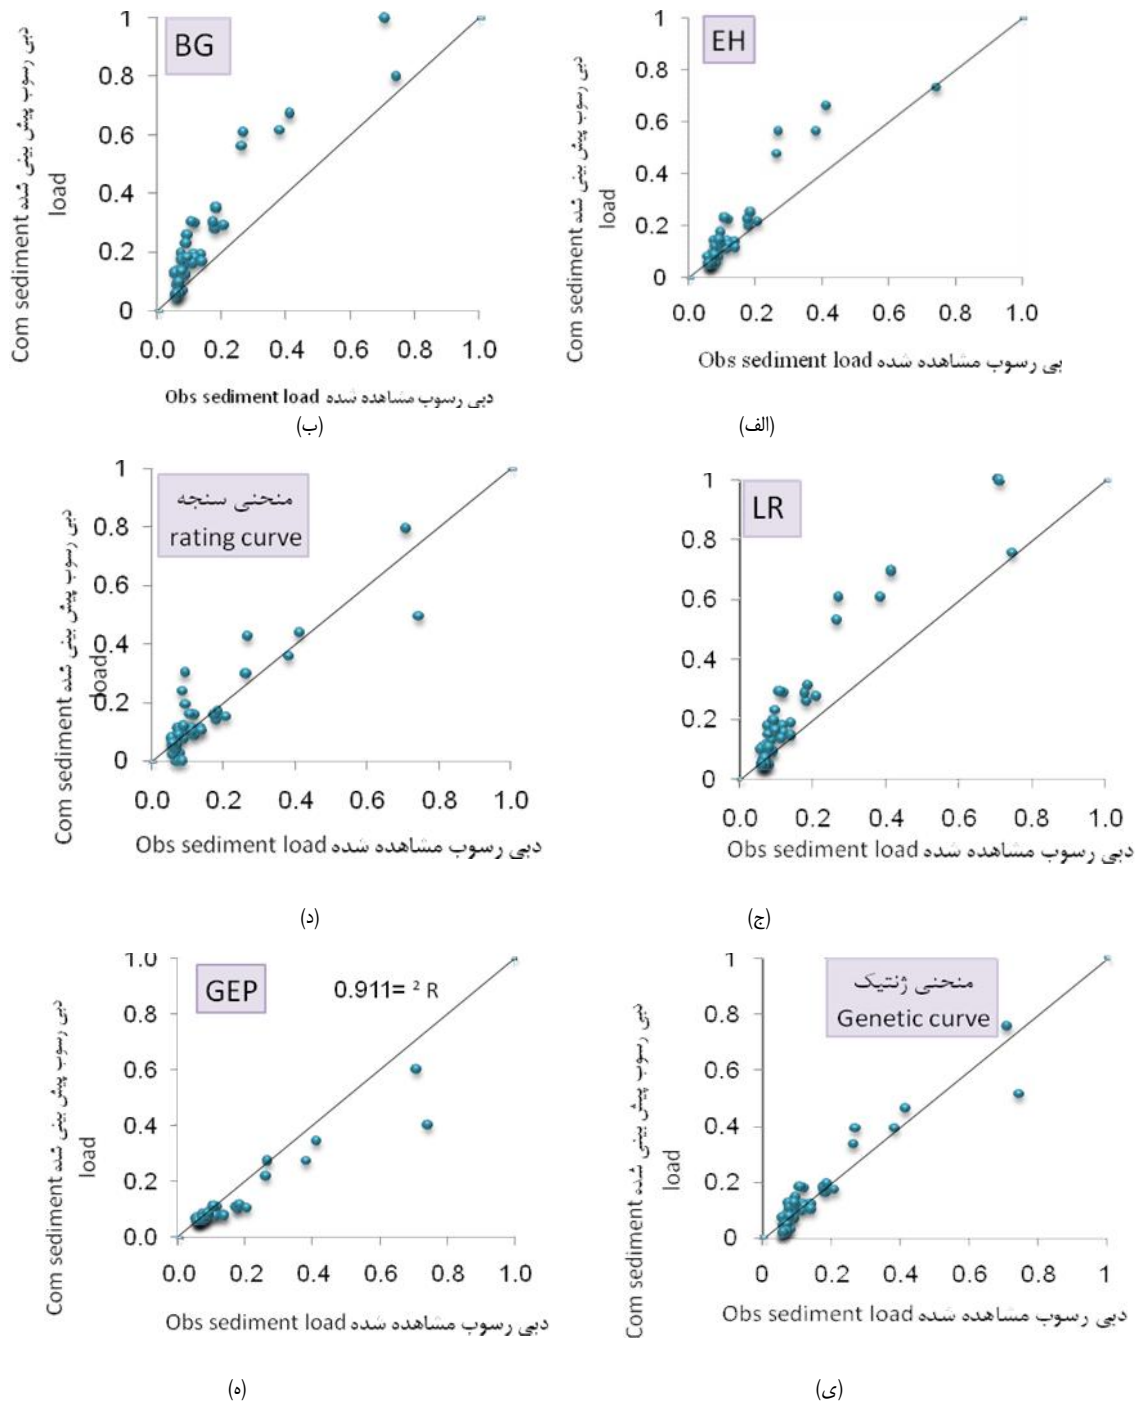 BG
1
0.8
0.6
0.4
0.2
0
0.0 0.2 0.4 0.6 0.8 1.0
دبی رسوب پیش بینی شده Com sediment
load
دبی رسوب مشاهده شده Obs sediment load
(ب)
EH
1
0.8
0.6
0.4
0.2
0
0.0 0.2 0.4 0.6 0.8 1.0
دبی رسوب پیش بینی شده Com sediment
load
بی رسوب مشاهده شده Obs sediment load
(الف)
منحنی سنجه
rating curve
1
0.8
0.6
0.4
0.2
0
0.0 0.2 0.4 0.6 0.8 1.0
دبی رسوب پیش بینی شده Com sediment
load
دبی رسوب مشاهده شده Obs sediment load
(د)
LR
1
0.8
0.6
0.4
0.2
0
0.0 0.2 0.4 0.6 0.8 1.0
دبی رسوب مشاهده شده Obs sediment load
(ج)
GEP
0.911= ² R
1.0
0.8
0.6
0.4
0.2
0.0
0.0 0.2 0.4 0.6 0.8 1.0
دبی رسوب پیش بینی شده Com sediment
load
دبی رسوب مشاهده شده Obs sediment load
(ه)
منحنی ژنتیک
Genetic curve
1
0.8
0.6
0.4
0.2
0
0 0.2 0.4 0.6 0.8 1
دبی رسوب پیش بینی شده Com sediment
load
دبی رسوب مشاهده شده Obs sediment load
(ی)